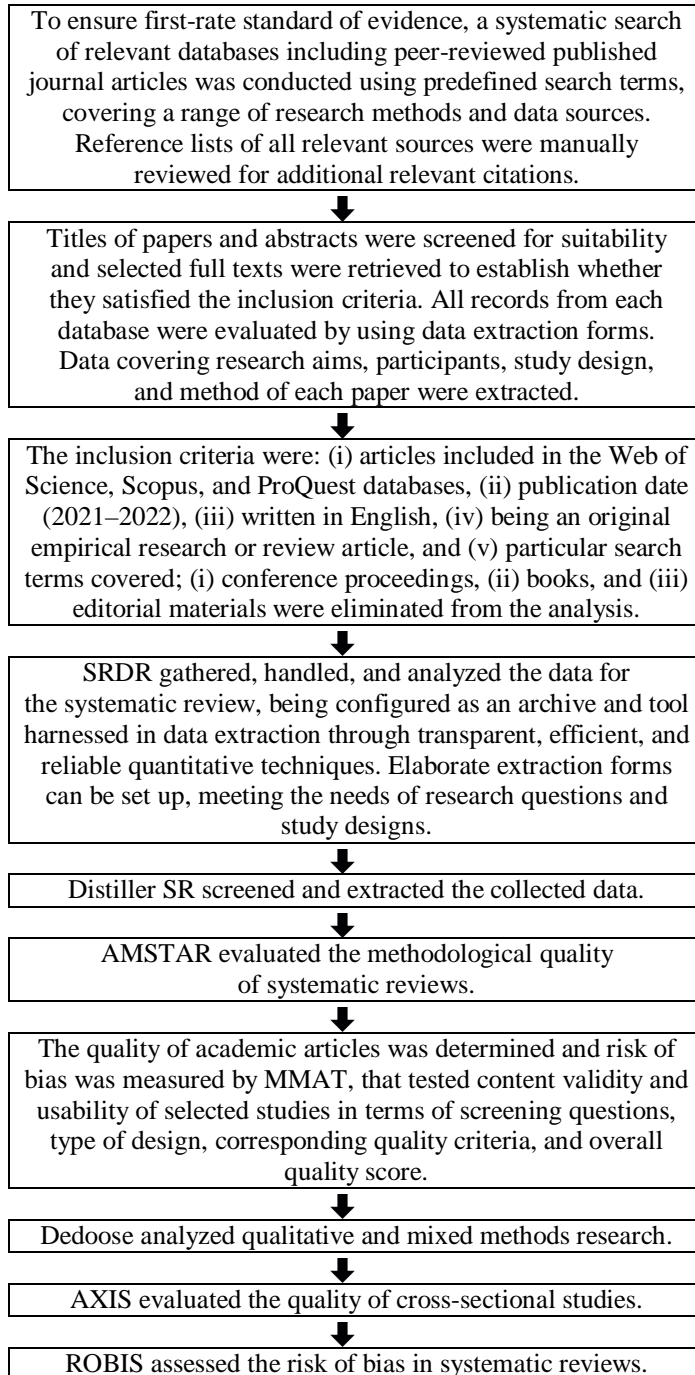 To ensure first-rate standard of evidence, a systematic search
of relevant databases including peer-reviewed published
journal articles was conducted using predefined search terms,
covering a range of research methods and data sources.
Reference lists of all relevant sources were manually
reviewed for additional relevant citations.
Titles of papers and abstracts were screened for suitability
and selected full texts were retrieved to establish whether
they satisfied the inclusion criteria. All records from each
database were evaluated by using data extraction forms.
Data covering research aims, participants, study design,
and method of each paper were extracted.
The inclusion criteria were: (i) articles included in the Web of
Science, Scopus, and ProQuest databases, (ii) publication date
(2021–2022), (iii) written in English, (iv) being an original
empirical research or review article, and (v) particular search
terms covered; (i) conference proceedings, (ii) books, and (iii)
editorial materials were eliminated from the analysis.
SRDR gathered, handled, and analyzed the data for
the systematic review, being configured as an archive and tool
harnessed in data extraction through transparent, efficient, and
reliable quantitative techniques. Elaborate extraction forms
can be set up, meeting the needs of research questions and
study designs.
Distiller SR screened and extracted the collected data.
AMSTAR evaluated the methodological quality
of systematic reviews.
The quality of academic articles was determined and risk of
bias was measured by MMAT, that tested content validity and
usability of selected studies in terms of screening questions,
type of design, corresponding quality criteria, and overall
quality score.
Dedoose analyzed qualitative and mixed methods research.
AXIS evaluated the quality of cross-sectional studies.
ROBIS assessed the risk of bias in systematic reviews.